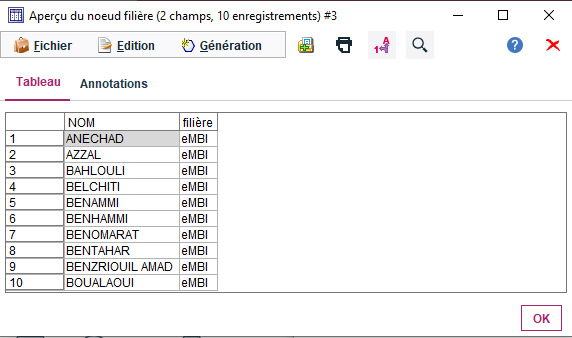 Aperçu du noeud filière (2 champs, 10 enregistrements) #3
Fichier Edition Génération
Tableau Annotations
NOM filière
1 ANECHAD eMBI
2 AZZAL eMBI
3 BAHLOULI eMBI
4 BELCHITI eMBI
5 BENAMMI eMBI
6 BENHAMMI eMBI
7 BENOMARAT eMBI
8 BENTAHAR eMBI
9 BENZRIOUIL AMAD eMBI
10 BOUALAOUI eMBI
OK